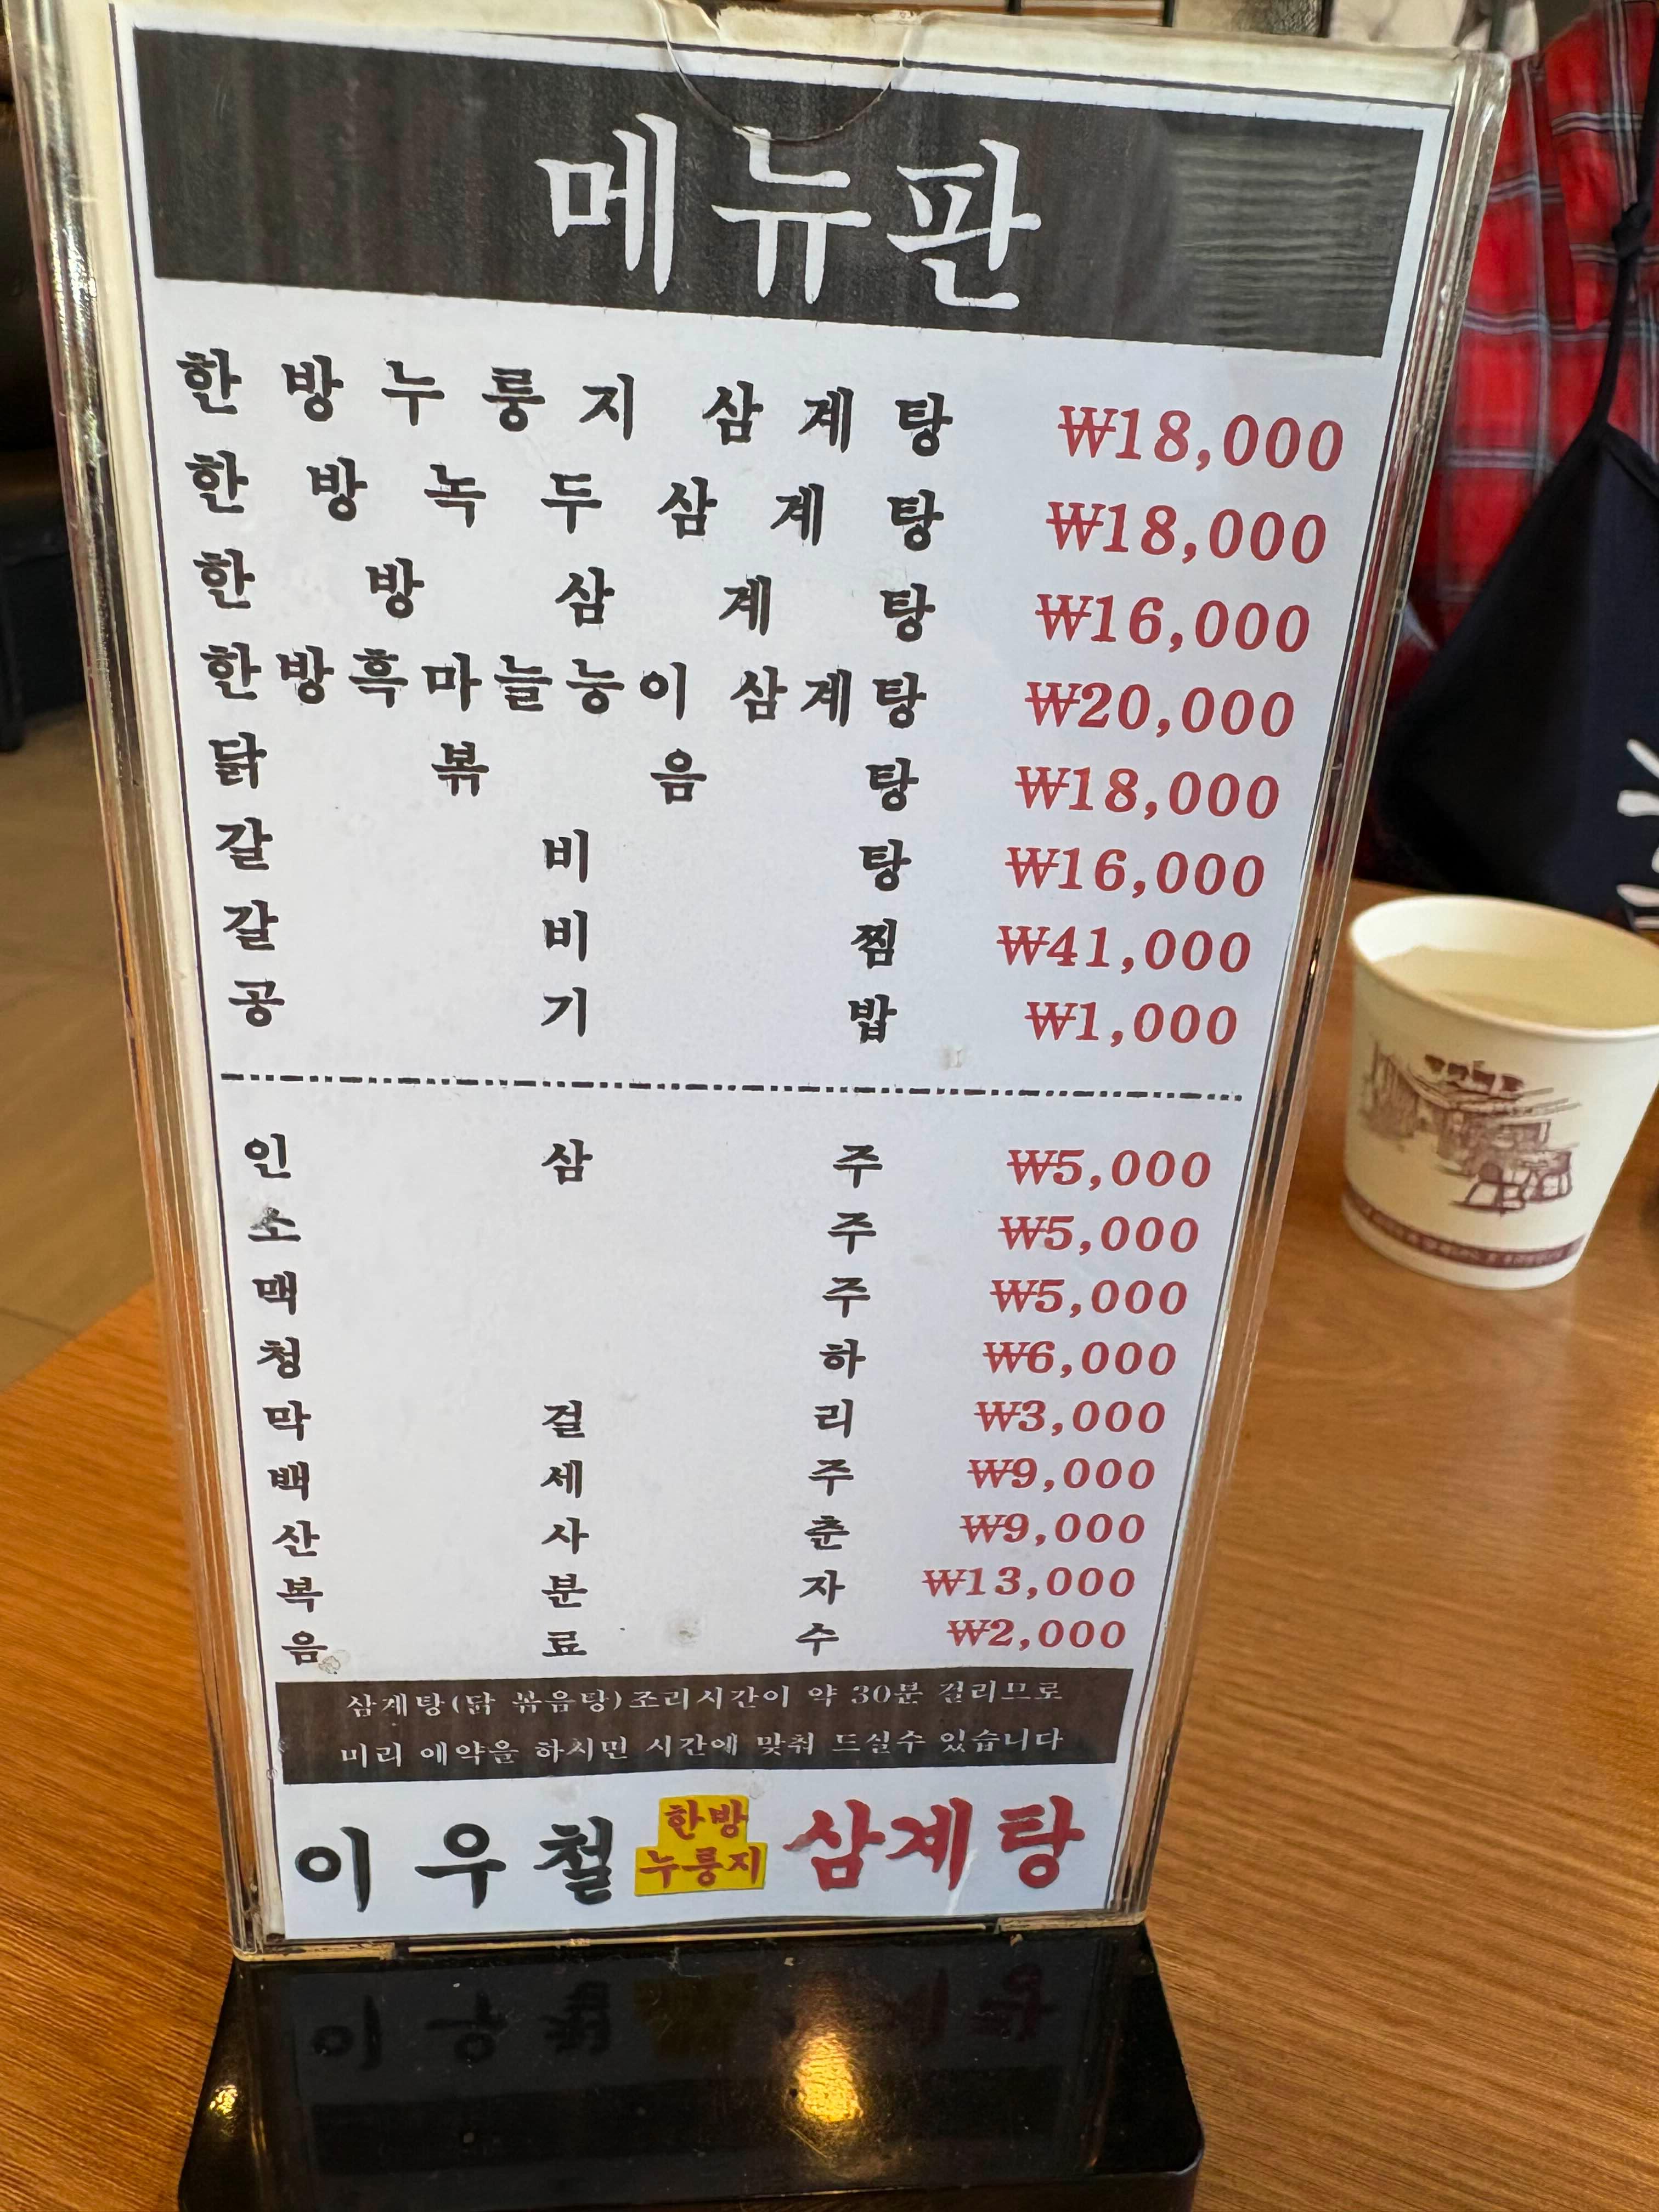 메뉴판
한방누룽지 삼계탕 ₩18,000
한방녹두삼계탕 ₩18,000
한방삼계탕 ₩16,000
한방흑마늘능이 삼계탕 ₩20,000
닭볶음탕 ₩18,000
갈비탕 ₩16,000
갈비찜 ₩41,000
공기밥 ₩1,000
인삼주 ₩5,000
소주 ₩5,000
맥주 ₩5,000
청하 ₩6,000
막걸리 ₩3,000
백세주 ₩9,000
산사춘 ₩9,000
복분자 ₩13,000
음료수 ₩2,000
삼계탕(닭 볶음탕)조리시간이 약 30분 걸리므로
미리 예약을 하시면 시간에 맞춰 드실수 있습니다
이우철 한방 누룽지 삼계탕